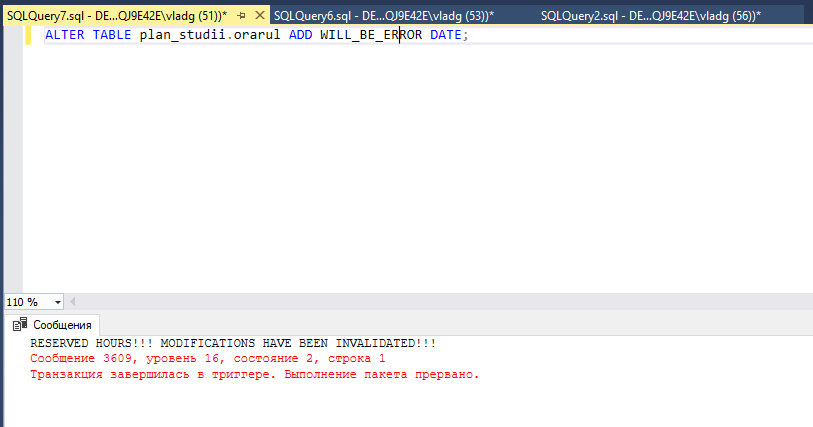 SQLQuery7.sql - DE...QJ9E42E\vladg (51))* SQLQuery6.sql - DE...QJ9E42E\vladg (53))* SQLQuery2.sql - DE...QJ9E42E\vladg (56))*
ALTER TABLE plan_studii.orarul ADD WILL_BE_ERROR DATE;
110 %
Сообщения
RESERVED HOURS!!! MODIFICATIONS HAVE BEEN INVALIDATED!!!
Сообщение 3609, уровень 16, состояние 2, строка 1
Транзакция завершилась в триггере. Выполнение пакета прервано.